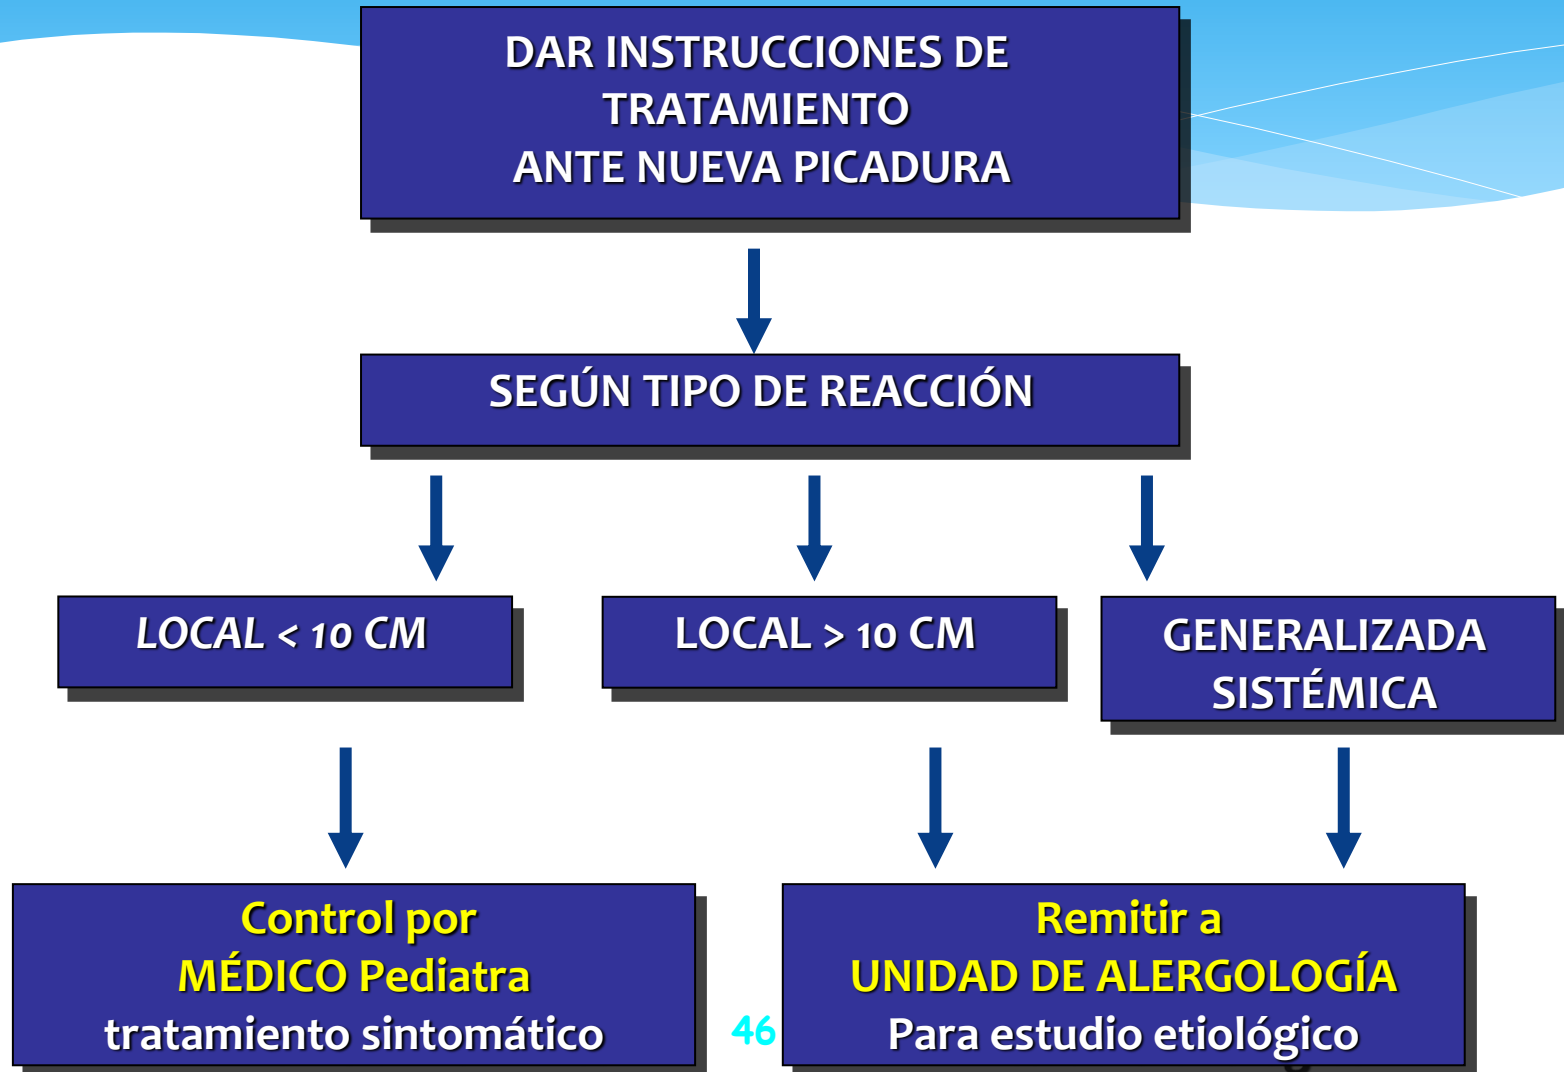 DAR INSTRUCCIONES DE
TRATAMIENTO
ANTE NUEVA PICADURA
SEGÚN TIPO DE REACCIÓN
LOCAL < 10 CM
LOCAL > 10 CM
GENERALIZADA
SISTÉMICA
Control por
MÉDICO Pediatra
tratamiento sintomático
46
Remitir a
UNIDAD DE ALERGOLOGÍA
Para estudio etiológico